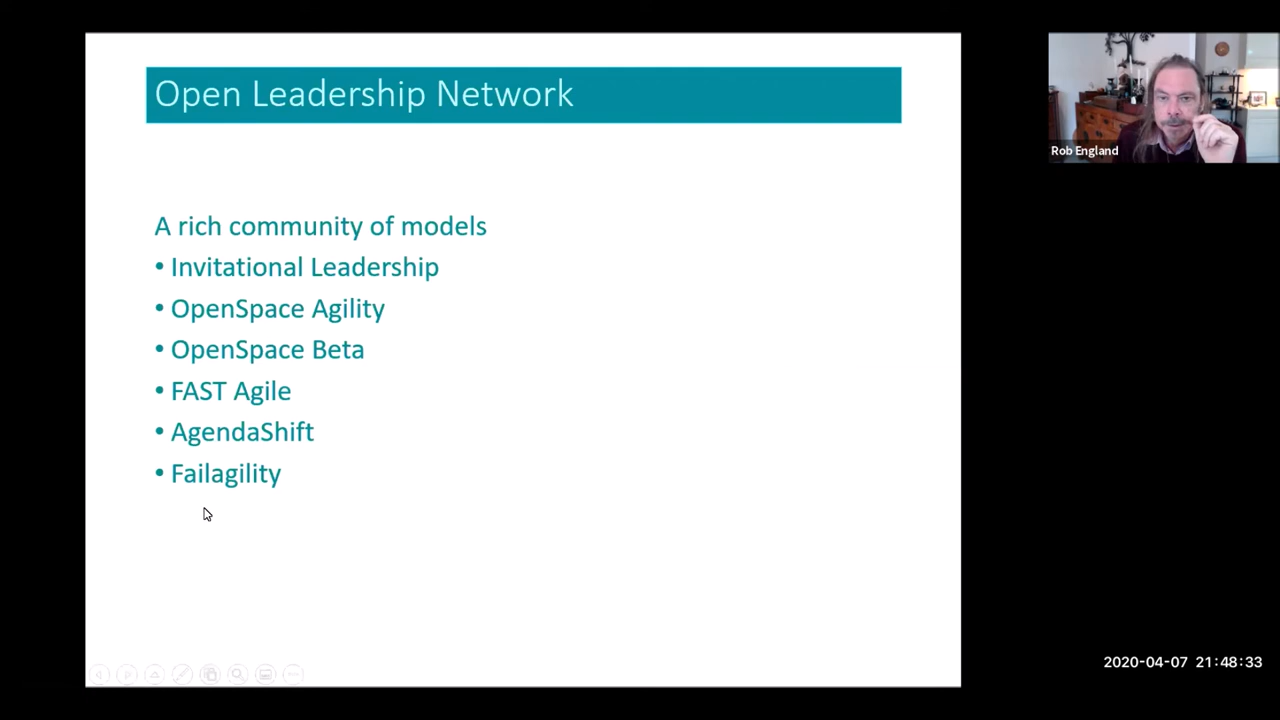 Open Leadership Network
A rich community of models
• Invitational Leadership
• OpenSpace Agility
• OpenSpace Beta
• FAST Agile
• AgendaShift
• Failagility
Rob England
2020-04-07 21:48:33